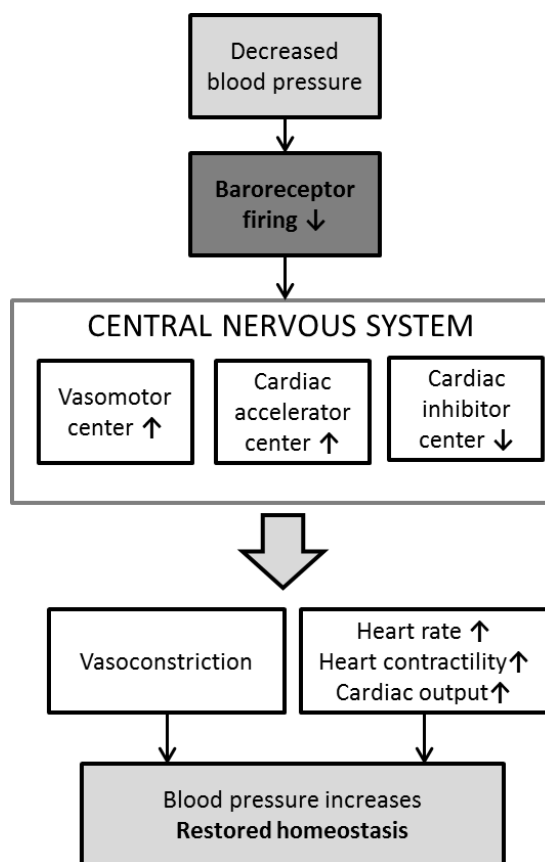 Decreased
blood pressure
Baroreceptor
firing ↓
CENTRAL NERVOUS SYSTEM
Vasomotor
center ↑
Cardiac
accelerator
center ↑
Cardiac
inhibitor
center ↓
Vasoconstriction
Heart rate ↑
Heart contractility↑
Cardiac output↑
Blood pressure increases
Restored homeostasis